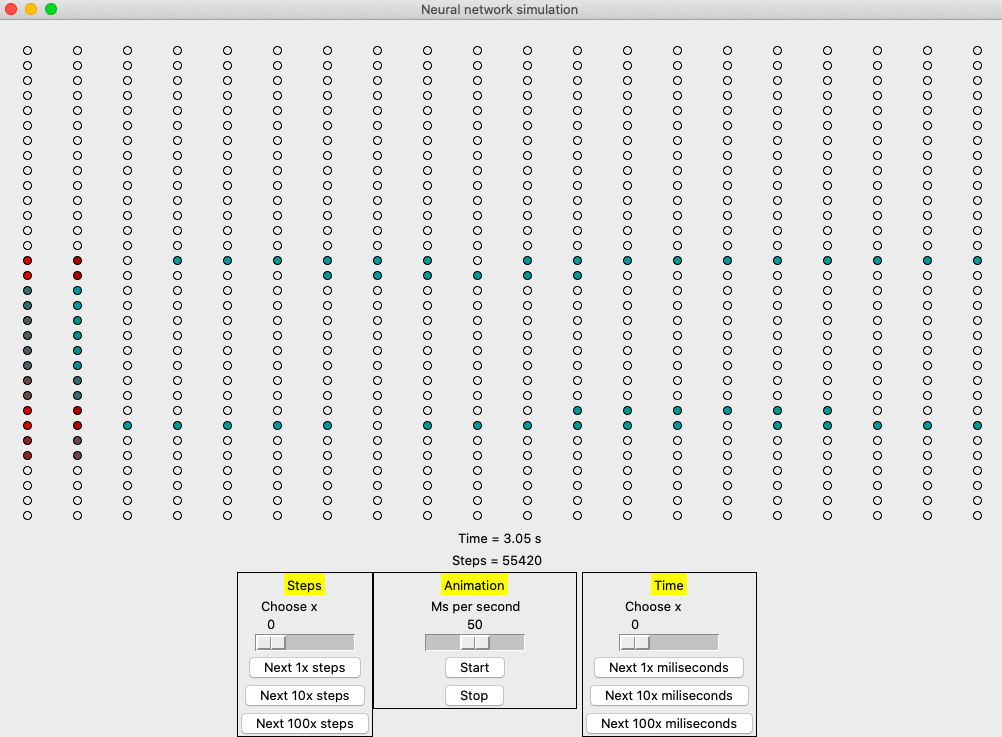 Neural network simulation
Time = 3.05 s
Steps = 55420
Steps
Choose x
0
Next 1x steps
Next 10x steps
Next 100x steps
Animation
Ms per second
50
Start
Stop
Time
Choose x
0
Next 1x miliseconds
Next 10x miliseconds
Next 100x miliseconds